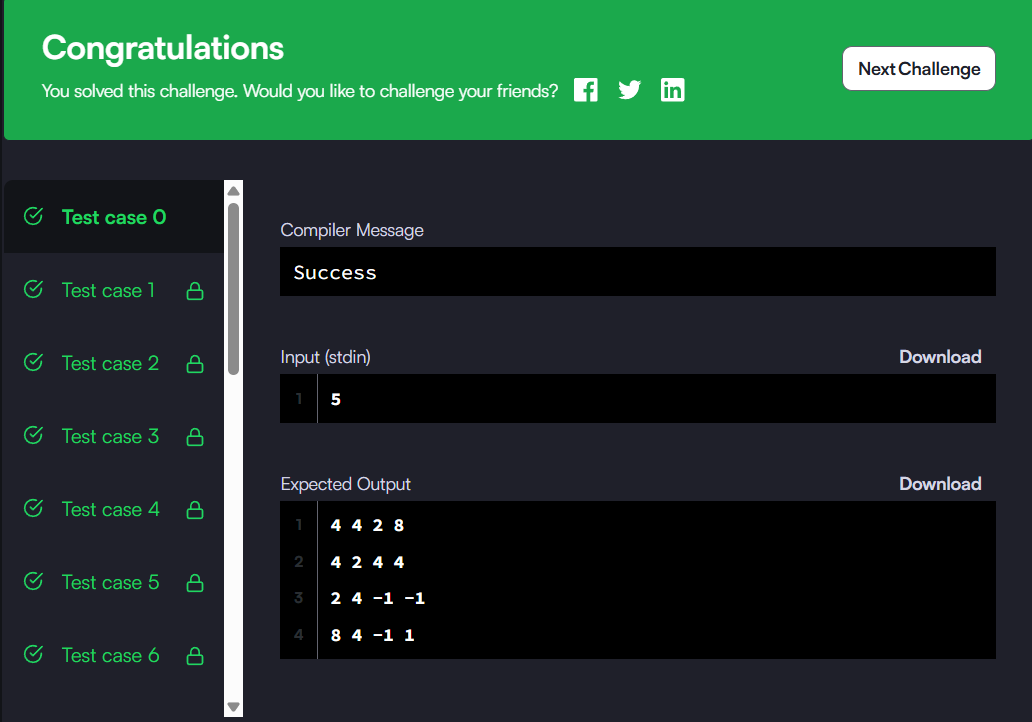 Congratulations
You solved this challenge. Would you like to challenge your friends?
Next Challenge
Test case 0
Test case 1
Test case 2
Test case 3
Test case 4
Test case 5
Test case 6
Compiler Message
Success
Input (stdin)
Download
1 5
Expected Output
Download
1 4 4 2 8
2 4 2 4 4
3 2 4 -1 -1
4 8 4 -1 1